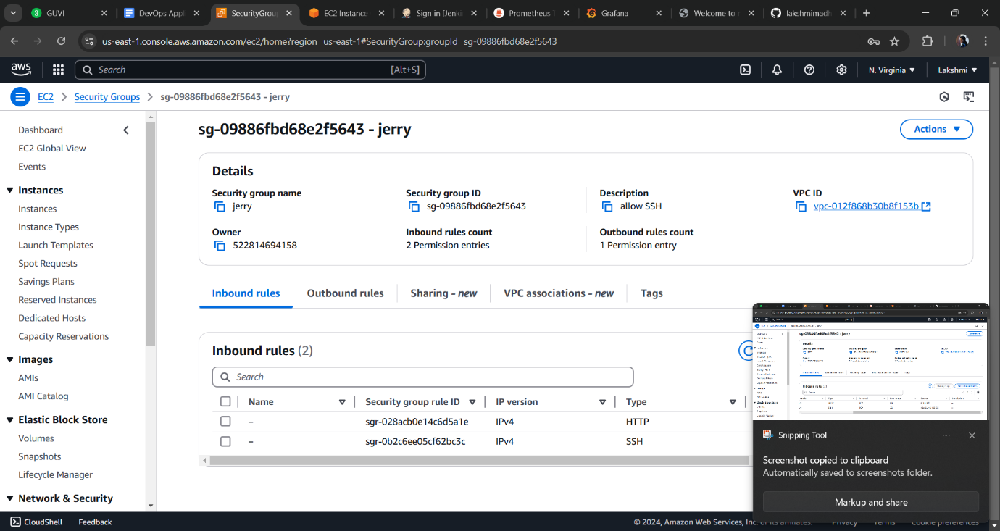 GUVI
DevOps Appl
SecurityGrou
EC2 Instance
Sign in [Jenk
Prometheus T
Grafana
Welcome to n
lakshmimadh
us-east-1.console.aws.amazon.com/ec2/home?region=us-east-1#SecurityGroup:groupId=sg-09886fbd68e2f5643
aws
Search
[Alt+S]
N. Virginia
Lakshmi
EC2
Security Groups
sg-09886fbd68e2f5643 - jerry
Dashboard
EC2 Global View
Events
Instances
Instances
Instance Types
Launch Templates
Spot Requests
Savings Plans
Reserved Instances
Dedicated Hosts
Capacity Reservations
Images
AMIs
AMI Catalog
Elastic Block Store
Volumes
Snapshots
Lifecycle Manager
Network & Security
sg-09886fbd68e2f5643 - jerry
Actions
Details
Security group name
jerry
Security group ID
sg-09886fbd68e2f5643
Description
allow SSH
VPC ID
vpc-012f868b30b8f153b
Owner
522814694158
Inbound rules count
2 Permission entries
Outbound rules count
1 Permission entry
Inbound rules
Outbound rules
Sharing - new
VPC associations - new
Tags
Inbound rules (2)
Search
Name
Security group rule ID
IP version
Type
– sgr-028acb0e14c6d5a1e IPv4 HTTP
– sgr-0b2c6ee05cf62bc3c IPv4 SSH
Snipping Tool
Screenshot copied to clipboard
Automatically saved to screenshots folder.
Markup and share
CloudShell
Feedback
© 2024, Amazon Web Services, Inc. or its affiliates.
Privacy
Terms
Cookie preferences